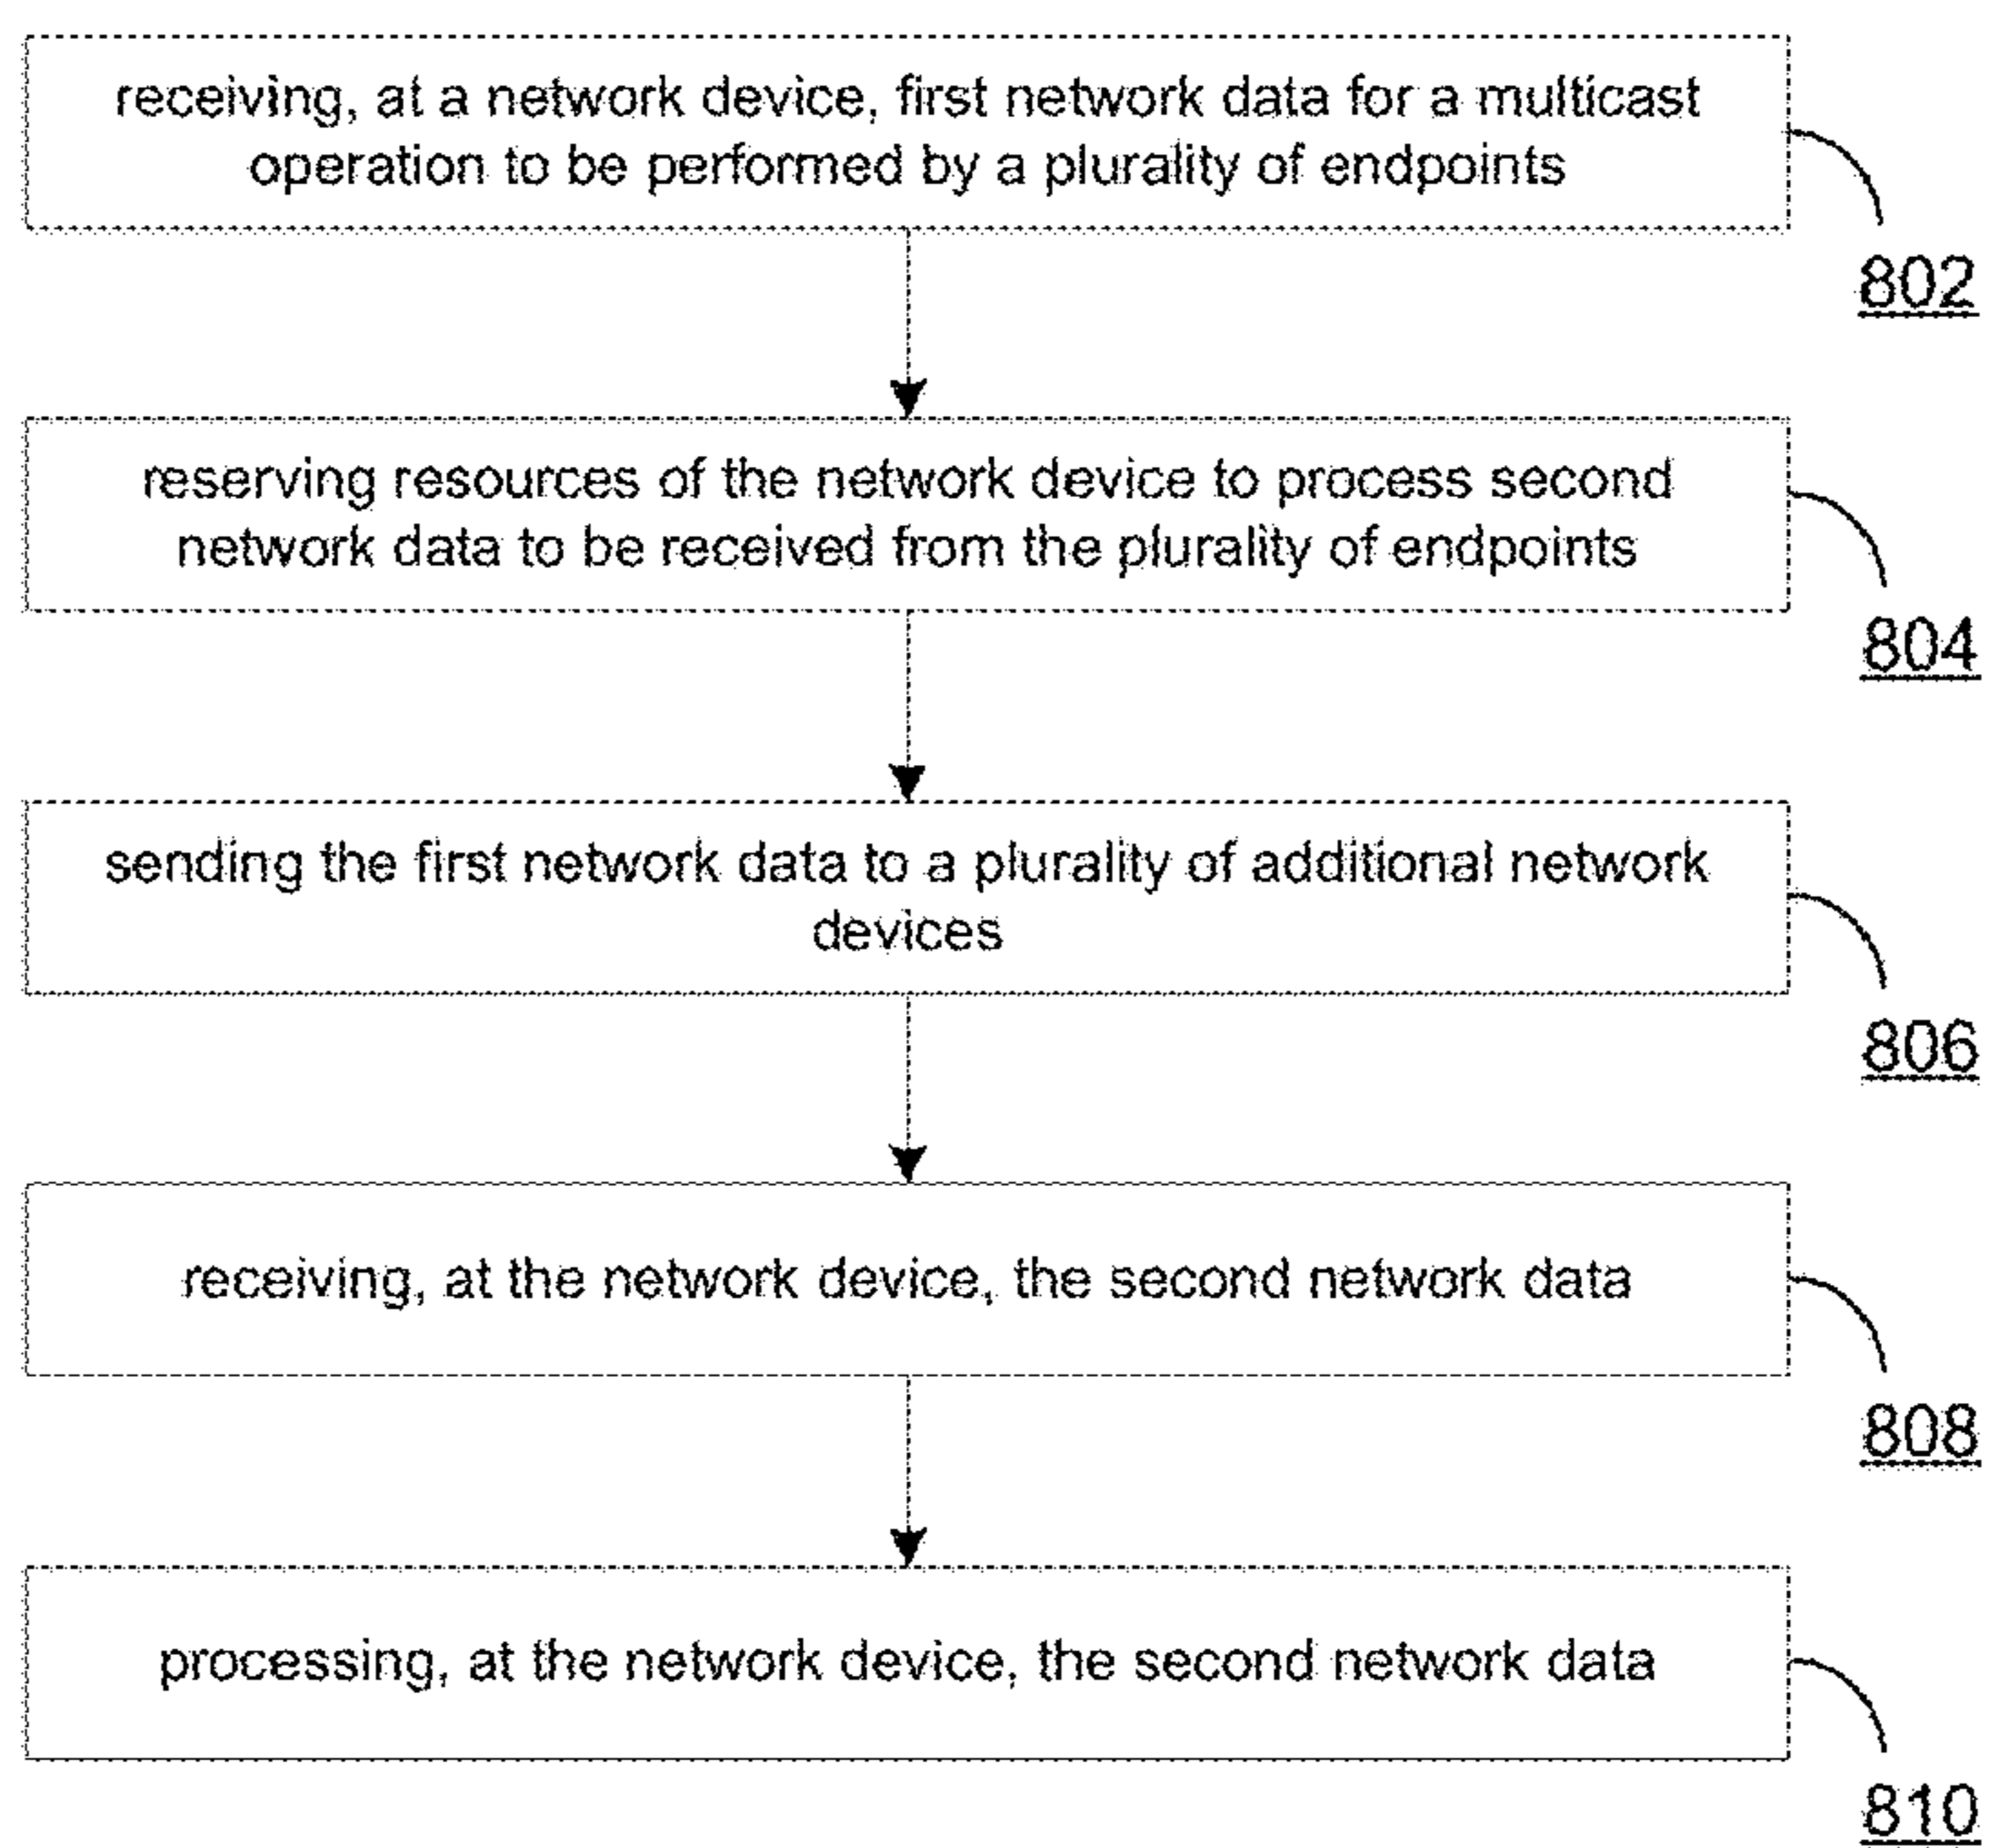 receiving, at a network device, first network data for a multicast
operation to be performed by a plurality of endpoints
802
reserving resources of the network device to process second
network data to be received from the plurality of endpoints
804
sending the first network data to a plurality of additional network
devices
806
receiving, at the network device, the second network data
808
processing, at the network device, the second network data
810